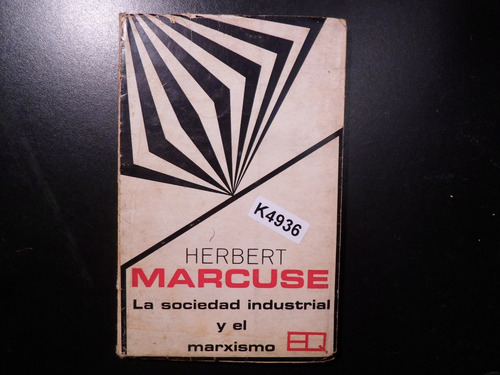 K4936
HERBERT
MARCUSE
La sociedad industrial
y el
marxismo
EQ